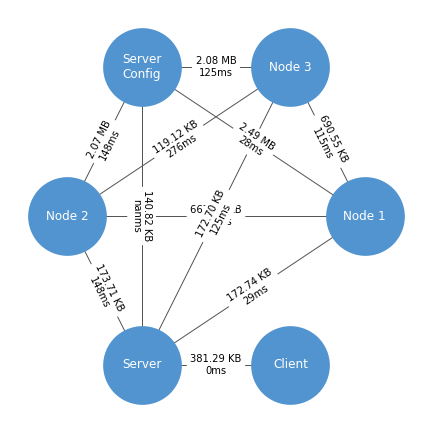 Server
Config
2.08 MB
125ms
Node 3
2.07 MB
148ms
119.12 KB
276ms
2.49 MB
28ms
690.55 KB
115ms
Node 2
140.82 KB
nanms
172.70 KB
125ms
Node 1
173.71 KB
148ms
172.74 KB
29ms
Server
381.29 KB
0ms
Client